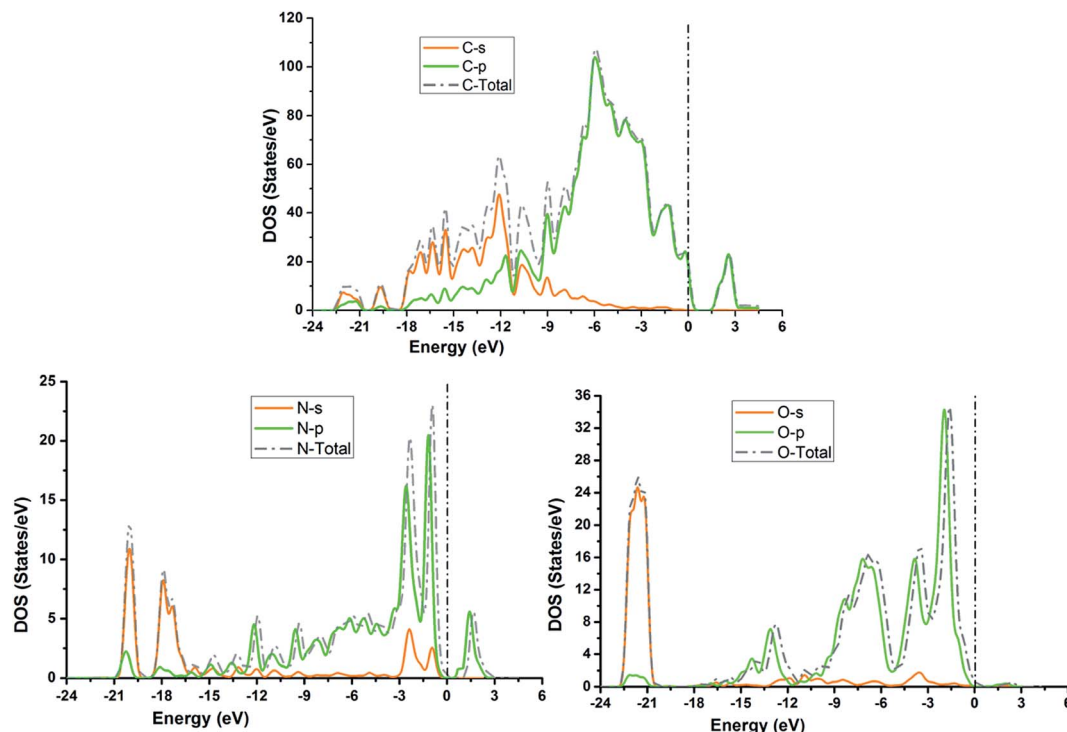 120
100
80
60
40
20
0
DOS (States/eV)
C-s
C-p
C-Total
-24 -21 -18 -15 -12 -9 -6 -3 0 3 6
Energy (eV)
25
20
15
10
5
0
DOS (States/eV)
N-s
N-p
N-Total
-24 -21 -18 -15 -12 -9 -6 -3 0 3 6
Energy (eV)
36
32
28
24
20
16
12
8
4
0
DOS (States/eV)
O-s
O-p
O-Total
-24 -21 -18 -15 -12 -9 -6 -3 0 3 6
Energy (eV)